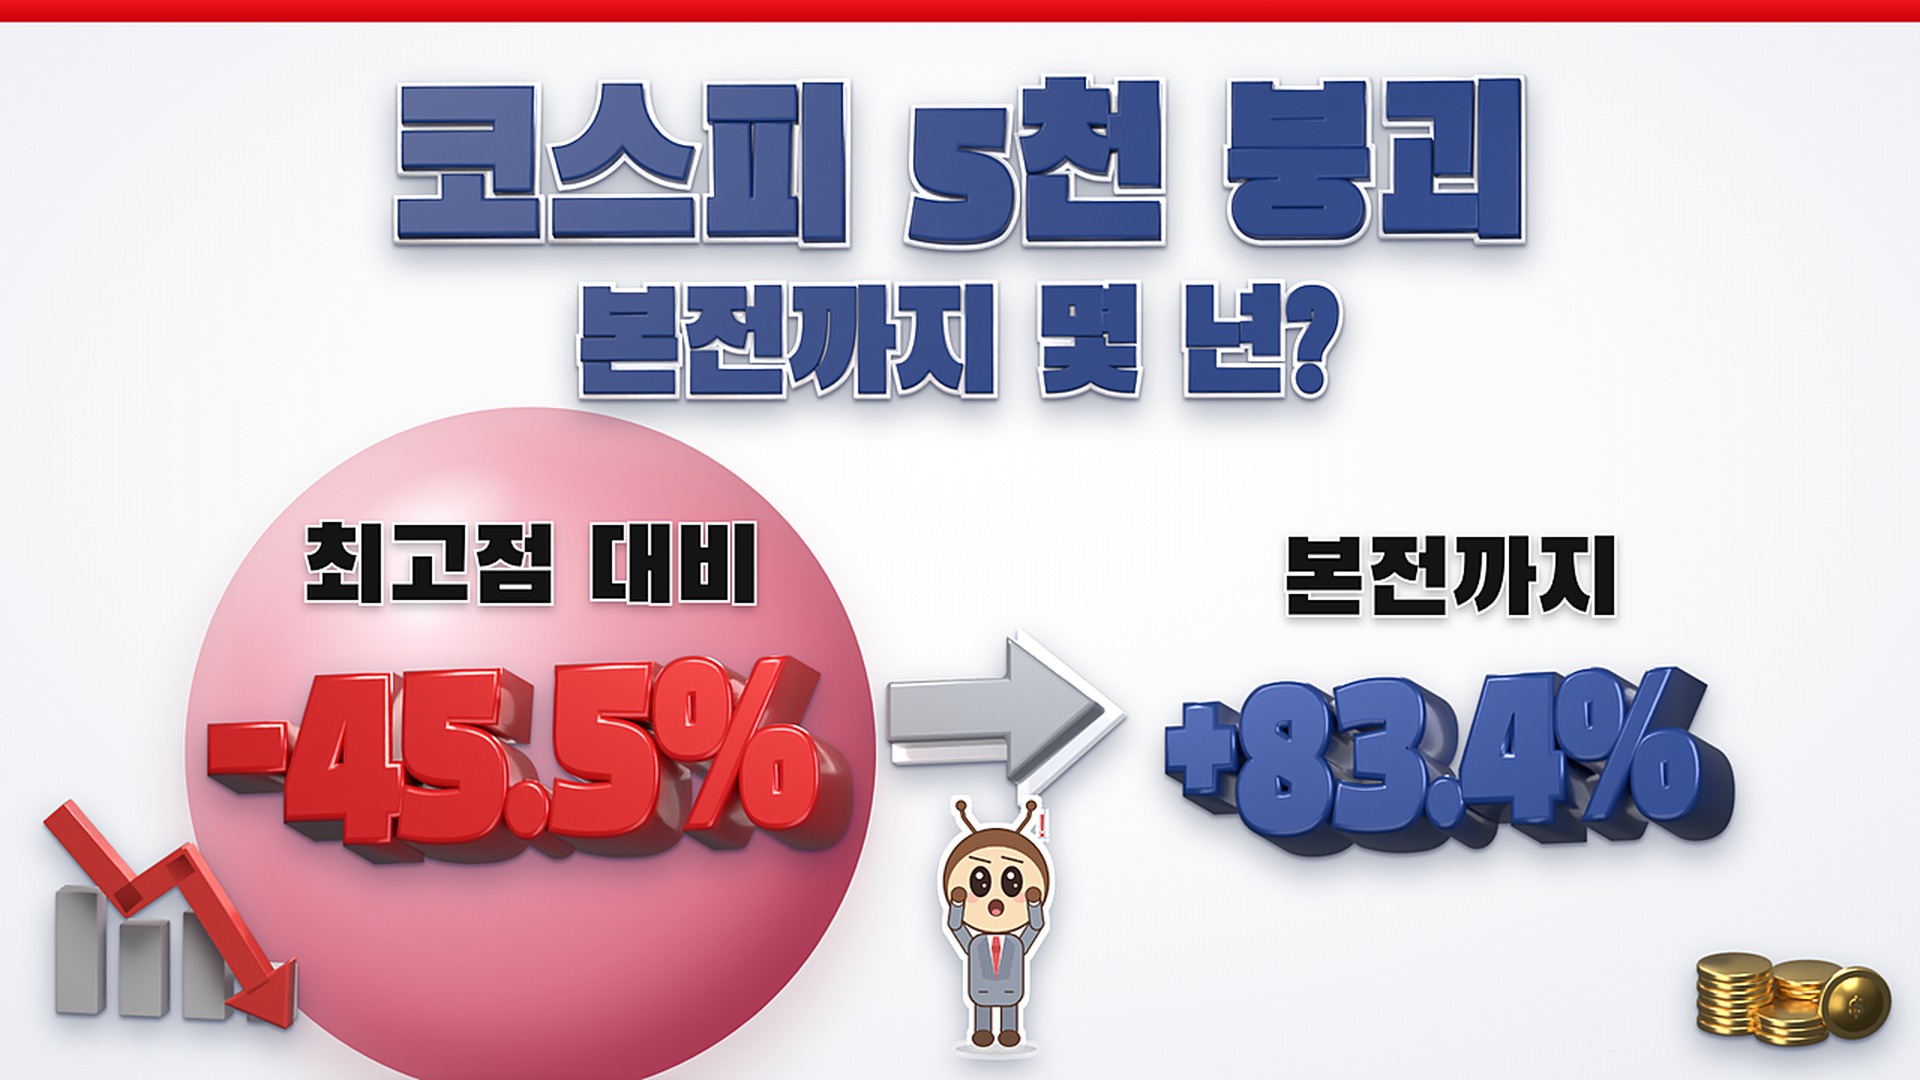 코스피 5천 붕괴
본전까지 몇 년?
최고점 대비
-45.5%
본전까지
+83.4%
!